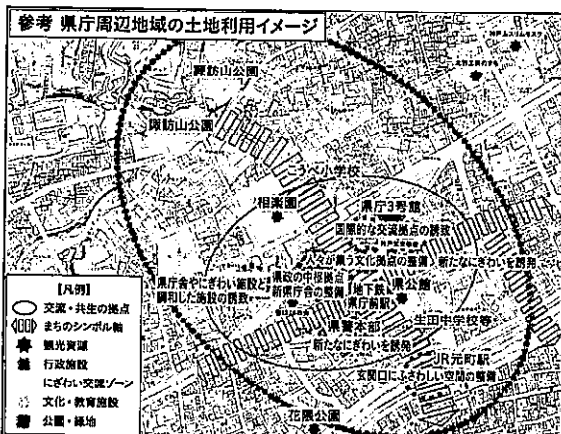 参考 県庁周辺地域の土地利用イメージ
諏訪山公園
諏訪山公園
こうべ小学校
相楽園
県庁3号館
国際的な交流拠点の誘致
人々が集う文化拠点の整備
新たなにぎわいを誘発
県庁舎やにぎわい施設と
調和した施設の誘致
県政の中枢拠点
新県庁舎の整備
地下鉄
県庁前駅
県公館
県警本部
生田中学校等
新たなにぎわいを誘発
JR元町駅
玄関口にふさわしい空間の整備
花隈公園
【凡例】
交流・共生の拠点
まちのシンボル軸
観光資源
行政施設
にぎわい交流ゾーン
文化・教育施設
公園・緑地